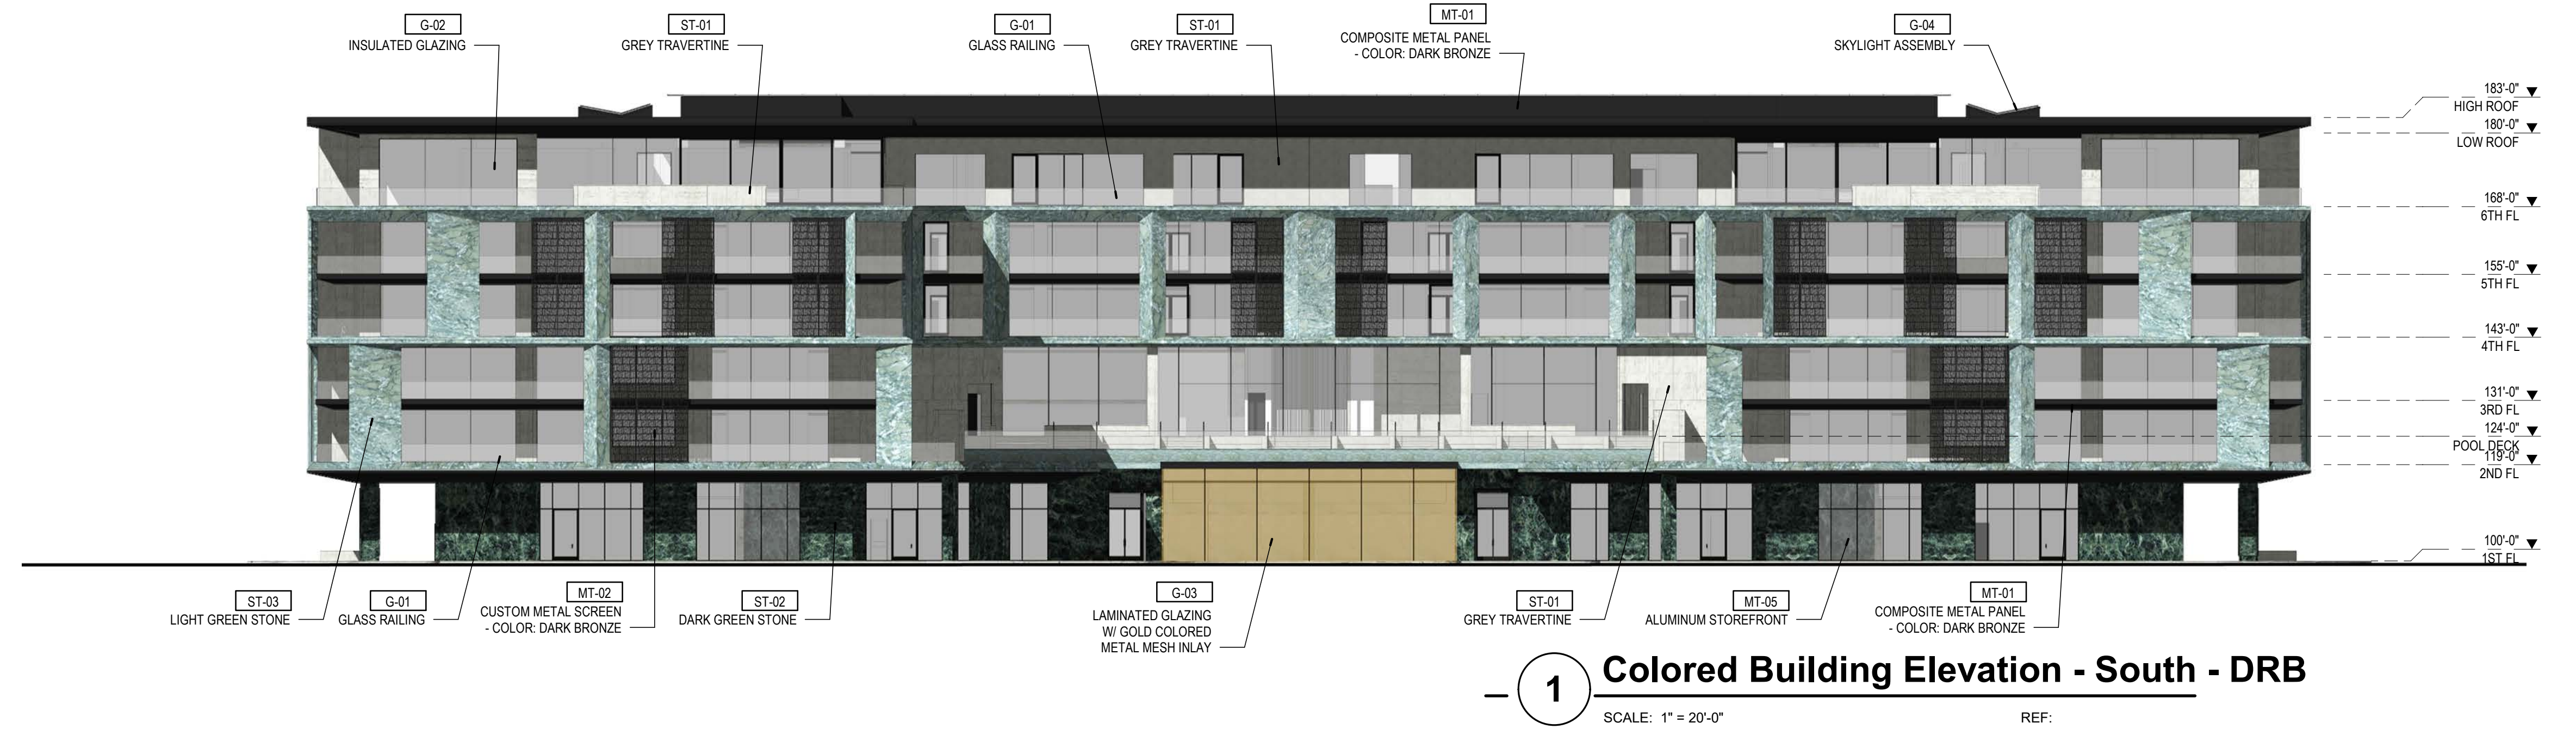 G-02
INSULATED GLAZING
ST-01
GREY TRAVERTINE
G-01
GLASS RAILING
ST-01
GREY TRAVERTINE
MT-01
COMPOSITE METAL PANEL
- COLOR: DARK BRONZE
G-04
SKYLIGHT ASSEMBLY
183'-0"
HIGH ROOF
180'-0"
LOW ROOF
168'-0"
6TH FL
155'-0"
5TH FL
143'-0"
4TH FL
131'-0"
3RD FL
124'-0"
POOL DECK
119'-0"
2ND FL
100'-0"
1ST FL
ST-03
LIGHT GREEN STONE
G-01
GLASS RAILING
MT-02
CUSTOM METAL SCREEN
- COLOR: DARK BRONZE
ST-02
DARK GREEN STONE
G-03
LAMINATED GLAZING
W/ GOLD COLORED
METAL MESH INLAY
ST-01
GREY TRAVERTINE
MT-05
ALUMINUM STOREFRONT
MT-01
COMPOSITE METAL PANEL
- COLOR: DARK BRONZE
1
Colored Building Elevation - South - DRB
SCALE: 1" = 20'-0"
REF: